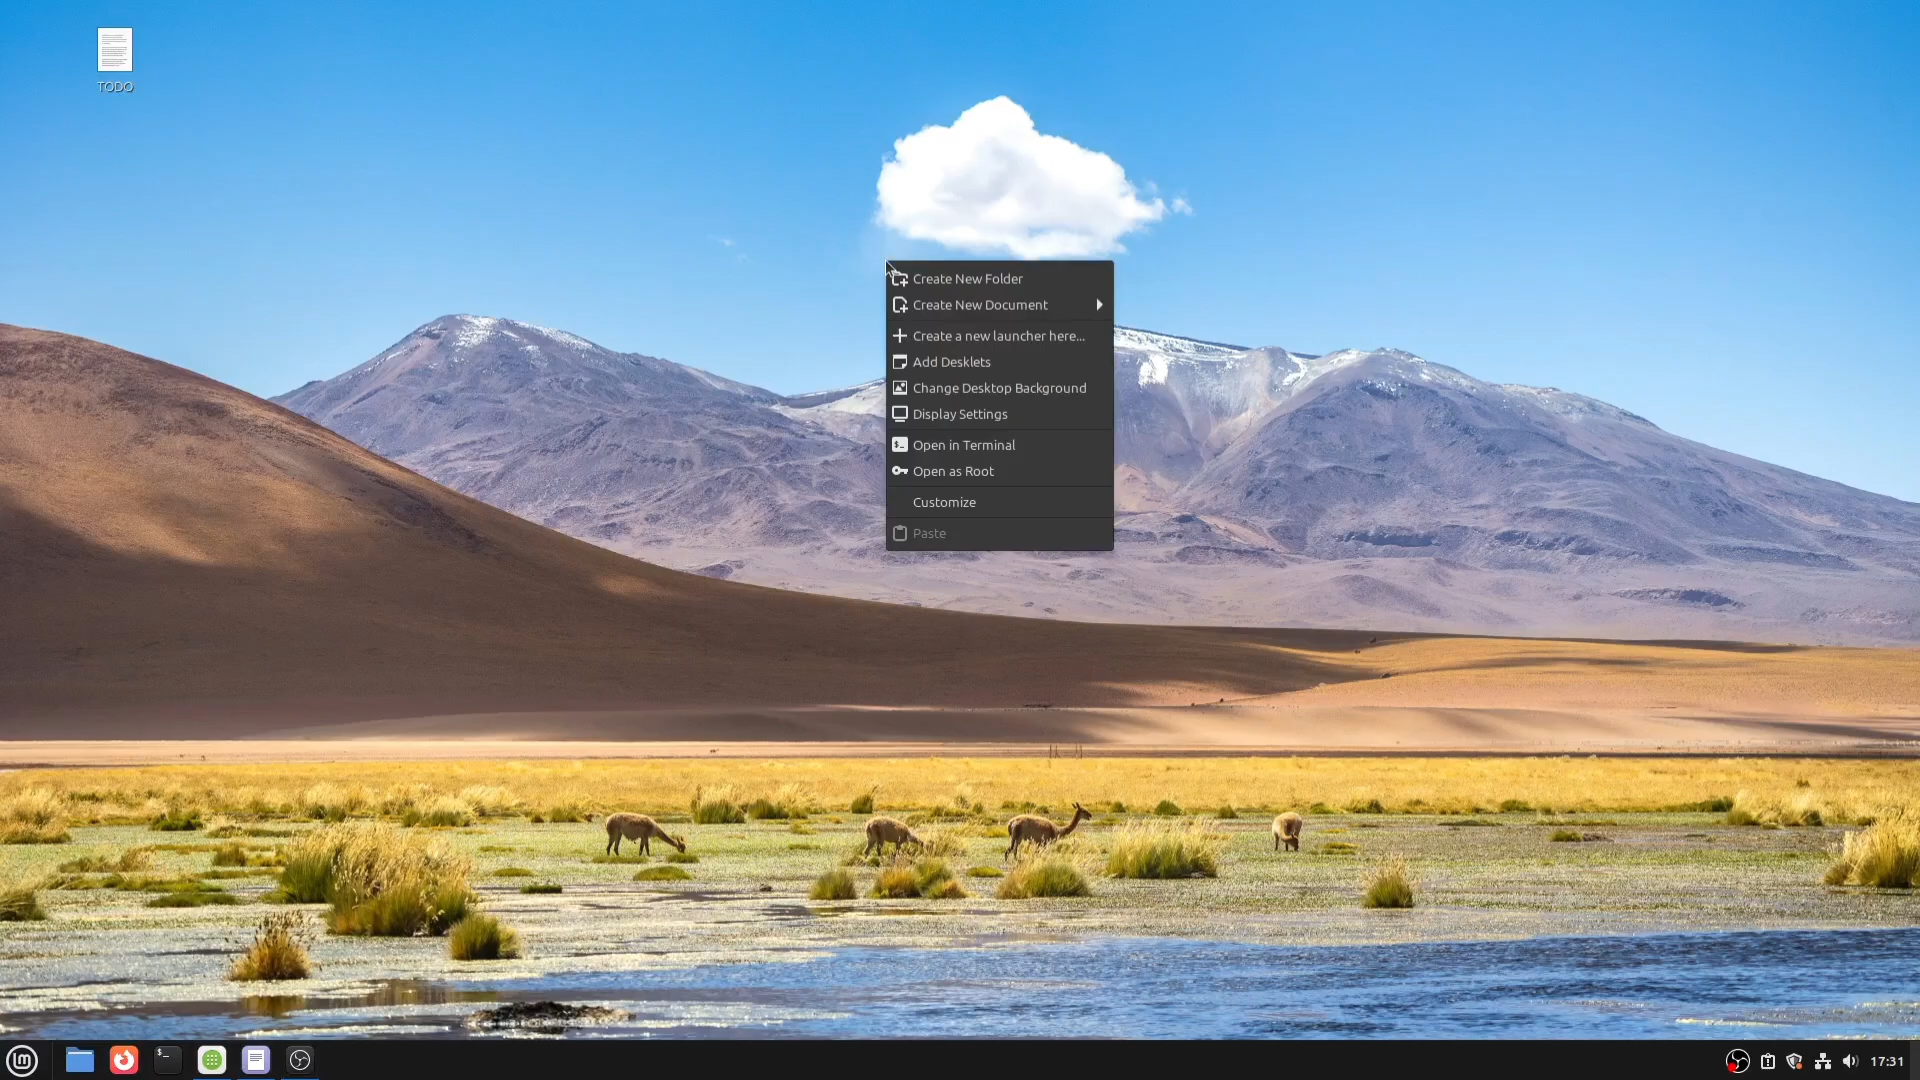 TODO
Create New Folder
Create New Document
Create a new launcher here...
Add Desklets
Change Desktop Background
Display Settings
Open in Terminal
Open as Root
Customize
Paste
17:31